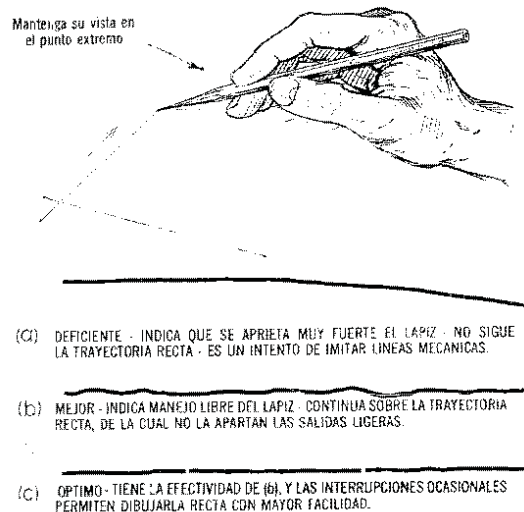 Mantenga su vista en
el punto extremo
(a) DEFICIENTE - INDICA QUE SE APRIETA MUY FUERTE EL LAPIZ - NO SIGUE
LA TRAYECTORIA RECTA - ES UN INTENTO DE IMITAR LINEAS MECANICAS.
(b) MEJOR - INDICA MANEJO LIBRE DEL LAPIZ - CONTINUA SOBRE LA TRAYECTORIA
RECTA, DE LA CUAL NO LA APARTAN LAS SALIDAS LIGERAS.
(c) OPTIMO - TIENE LA EFECTIVIDAD DE (b), Y LAS INTERRUPCIONES OCASIONALES
PERMITEN DIBUJARLA RECTA CON MAYOR FACILIDAD.